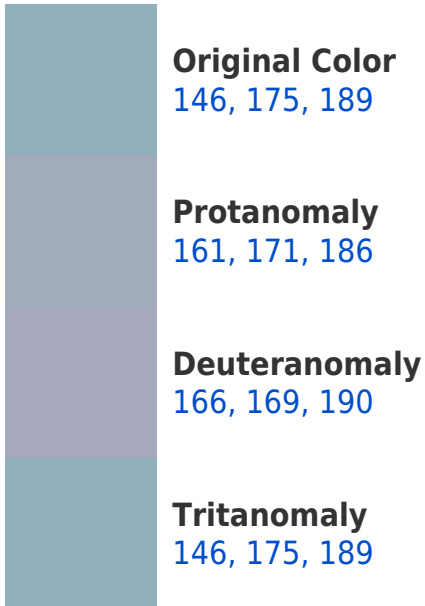 Original Color
146, 175, 189
Protanomaly
161, 171, 186
Deuteranomaly
166, 169, 190
Tritanomaly
146, 175, 189